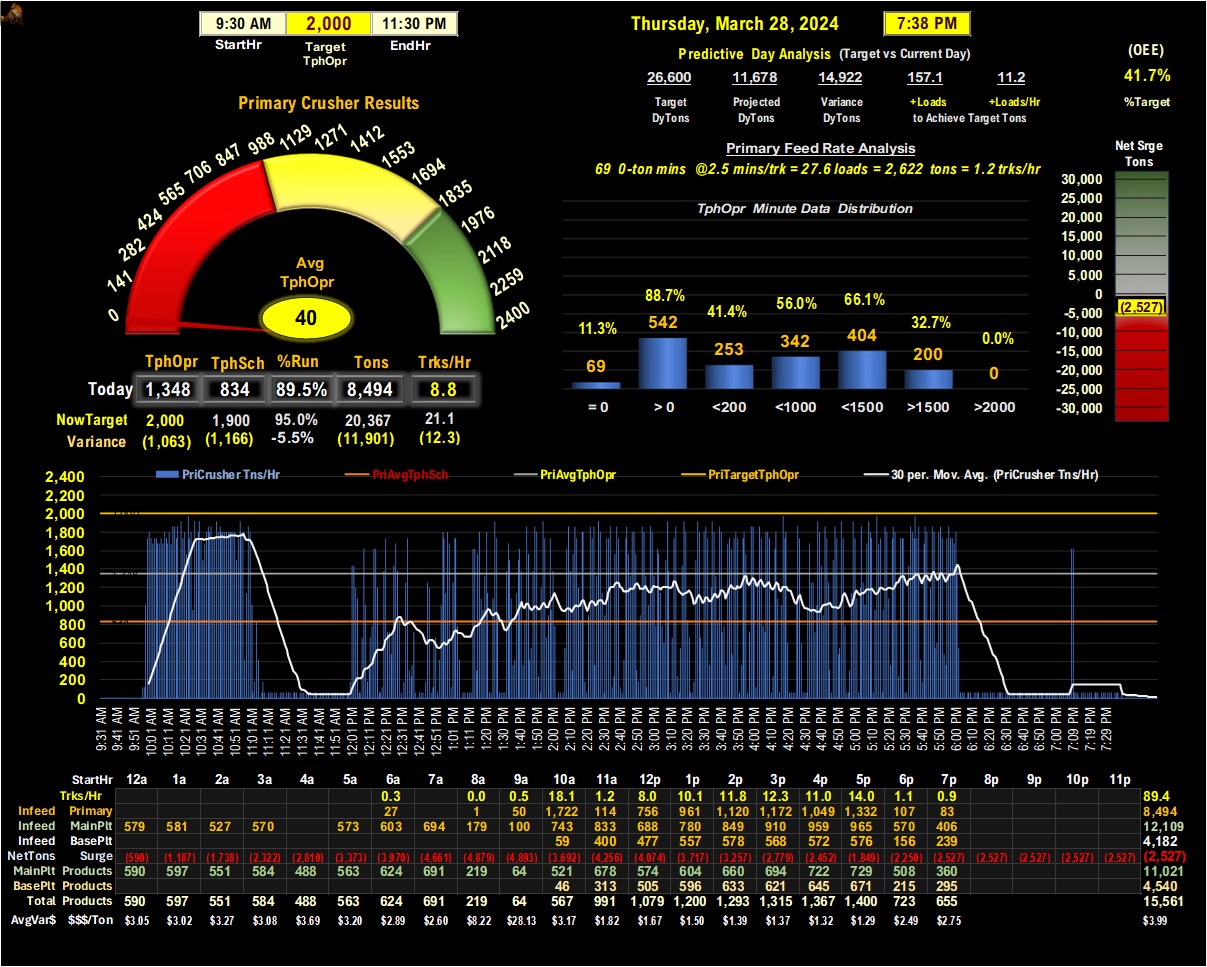 9:30 AM 2,000 11:30 PM
StartHr Target TphOpr EndHr
Thursday, March 28, 2024 7:38 PM
Predictive Day Analysis (Target vs Current Day)
26,600 11,678 14,922 157.1 11.2
Target DyTons Projected DyTons Variance DyTons +Loads +Loads/Hr
to Achieve Target Tons
(OEE)
41.7%
%Target
Primary Crusher Results
0 141 282 424 565 706 847 988 1129 1271 1412 1553 1694 1835 1976 2118 2259 2400
Avg
TphOpr
40
TphOpr TphSch %Run Tons Trks/Hr
Today 1,348 834 89.5% 8,494 8.8
NowTarget 2,000 1,900 95.0% 20,367 21.1
Variance (1,063) (1,166) -5.5% (11,901) (12.3)
Primary Feed Rate Analysis
69 0-ton mins @2.5 mins/trk = 27.6 loads = 2,622 tons = 1.2 trks/hr
TphOpr Minute Data Distribution
11.3% 88.7% 41.4% 56.0% 66.1% 32.7% 0.0%
69 542 253 342 404 200 0
= 0 > 0 <200 <1000 <1500 >1500 >2000
Net Srge
Tons
30,000
25,000
20,000
15,000
10,000
5,000
0
(2,527)
-5,000
-10,000
-15,000
-20,000
-25,000
-30,000
PriCrusher Tns/Hr PriAvgTphSch PriAvgTphOpr PriTargetTphOpr 30 per. Mov. Avg. (PriCrusher Tns/Hr)
2,400
2,200
2,000
1,800
1,600
1,400
1,200
1,000
800
600
400
200
0
9:31 AM 9:41 AM 9:51 AM 10:01 AM 10:11 AM 10:21 AM 10:31 AM 10:41 AM 10:51 AM 11:01 AM 11:11 AM 11:21 AM 11:31 AM 11:41 AM 11:51 AM 12:01 PM 12:11 PM 12:21 PM 12:31 PM 12:41 PM 12:51 PM 1:01 PM 1:11 PM 1:20 PM 1:30 PM 1:40 PM 1:50 PM 2:00 PM 2:10 PM 2:20 PM 2:30 PM 2:40 PM 2:50 PM 3:00 PM 3:10 PM 3:20 PM 3:30 PM 3:40 PM 3:50 PM 4:00 PM 4:10 PM 4:20 PM 4:30 PM 4:40 PM 4:50 PM 5:00 PM 5:10 PM 5:20 PM 5:30 PM 5:40 PM 5:50 PM 6:00 PM 6:10 PM 6:20 PM 6:30 PM 6:40 PM 6:50 PM 7:00 PM 7:09 PM 7:19 PM 7:29 PM
StartHr 12a 1a 2a 3a 4a 5a 6a 7a 8a 9a 10a 11a 12p 1p 2p 3p 4p 5p 6p 7p 8p 9p 10p 11p
Trks/Hr 0.3 0.0 0.5 18.1 1.2 8.0 10.1 11.8 12.3 11.0 14.0 1.1 0.9 89.4
Infeed Primary 27 1 50 1,722 114 756 961 1,120 1,172 1,049 1,332 107 83 8,494
Infeed MainPlt 579 581 527 570 573 603 694 179 100 743 833 688 780 849 910 959 965 570 406 12,109
Infeed BasePlt 59 400 477 557 578 568 572 576 156 239 4,182
NetTons Surge (590) (1,187) (1,738) (2,322) (2,810) (3,373) (3,970) (4,661) (4,879) (4,893) (3,692) (4,256) (4,074) (3,717) (3,257) (2,779) (2,452) (1,849) (2,250) (2,527) (2,527) (2,527) (2,527) (2,527) (2,527)
MainPlt Products 590 597 551 584 488 563 624 691 219 64 521 678 574 604 660 694 722 729 508 360 11,021
BasePlt Products 46 313 505 596 633 621 645 671 215 295 4,540
Total Products 590 597 551 584 488 563 624 691 219 64 567 991 1,079 1,200 1,293 1,315 1,367 1,400 723 655 15,561
AvgVar$ $$$/Ton $3.05 $3.02 $3.27 $3.08 $3.69 $3.20 $2.89 $2.60 $8.22 $28.13 $3.17 $1.82 $1.67 $1.50 $1.39 $1.37 $1.32 $1.29 $2.49 $2.75 $3.99